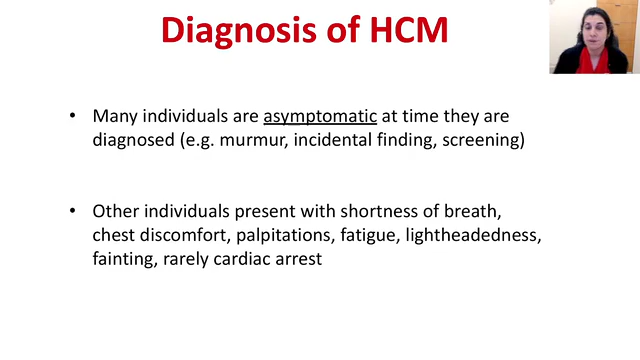 Diagnosis of HCM
• Many individuals are asymptomatic at time they are
diagnosed (e.g. murmur, incidental finding, screening)
• Other individuals present with shortness of breath,
chest discomfort, palpitations, fatigue, lightheadedness,
fainting, rarely cardiac arrest